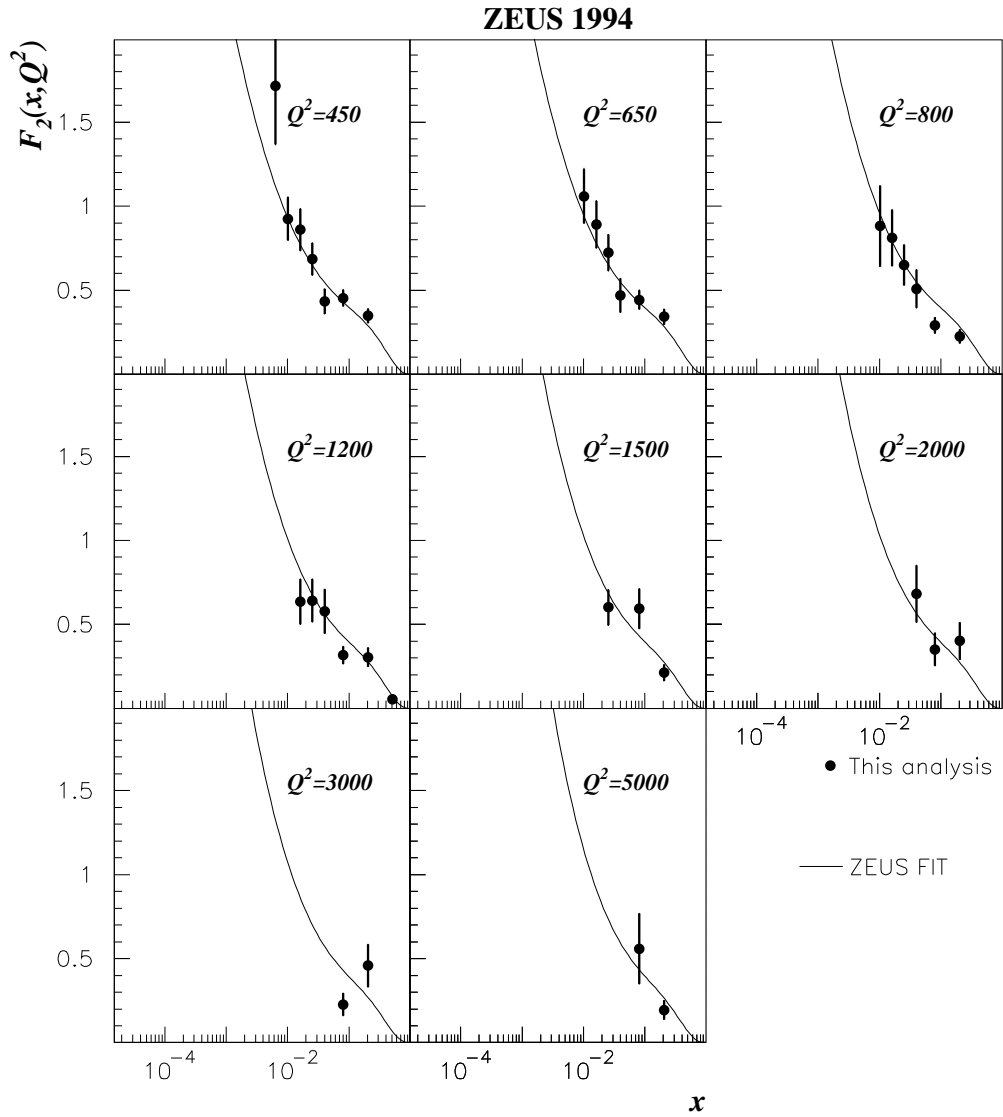 ZEUS 1994
F₂(x,Q²)
Q²=450
Q²=650
Q²=800
1.5
1
0.5
Q²=1200
Q²=1500
Q²=2000
1.5
1
0.5
10⁻⁴ 10⁻²
Q²=3000
Q²=5000
This analysis
ZEUS FIT
1.5
1
0.5
10⁻⁴ 10⁻²
10⁻⁴ 10⁻²
x